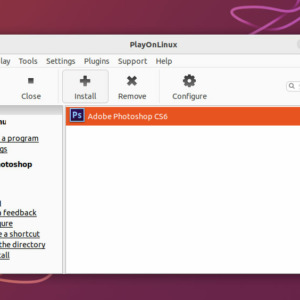 PlayOnLinux
lay Tools Settings Plugins Support Help
Close Install Remove Configure
Ps Adobe Photoshop CS6
nu
a program
gs
otoshop
feedback
gure
e a shortcut
the directory
all